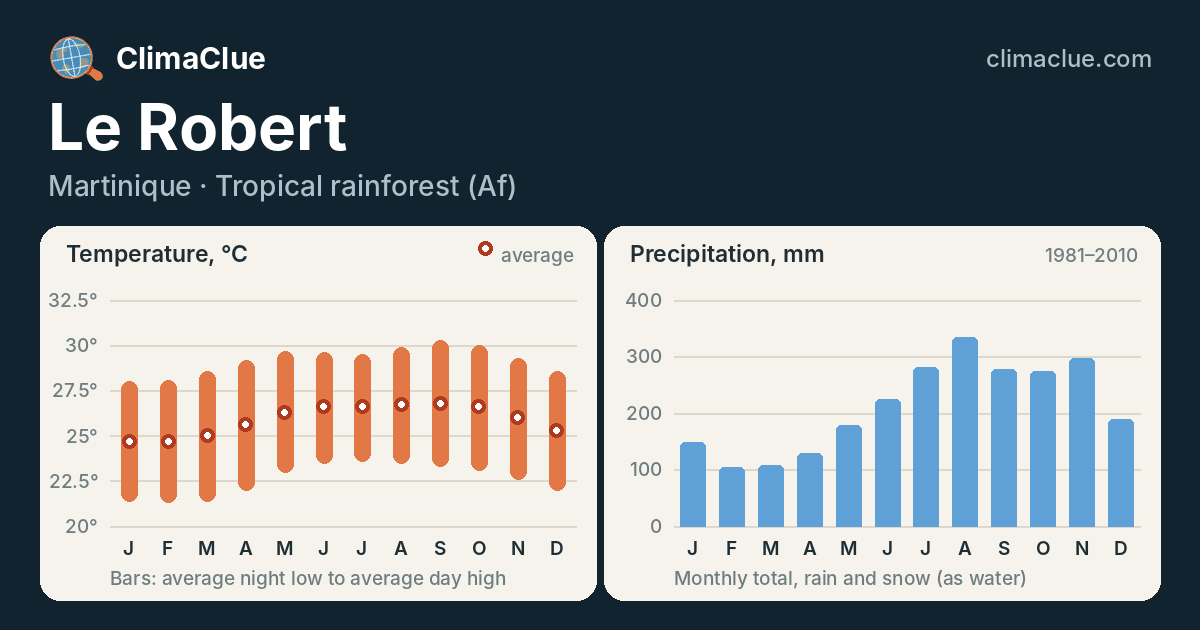 ClimaClue
climaclue.com
Le Robert
Martinique · Tropical rainforest (Af)
Temperature, °C
average
32.5°
30°
27.5°
25°
22.5°
20°
J F M A M J J A S O N D
Bars: average night low to average day high
Precipitation, mm
1981–2010
400
300
200
100
0
J F M A M J J A S O N D
Monthly total, rain and snow (as water)